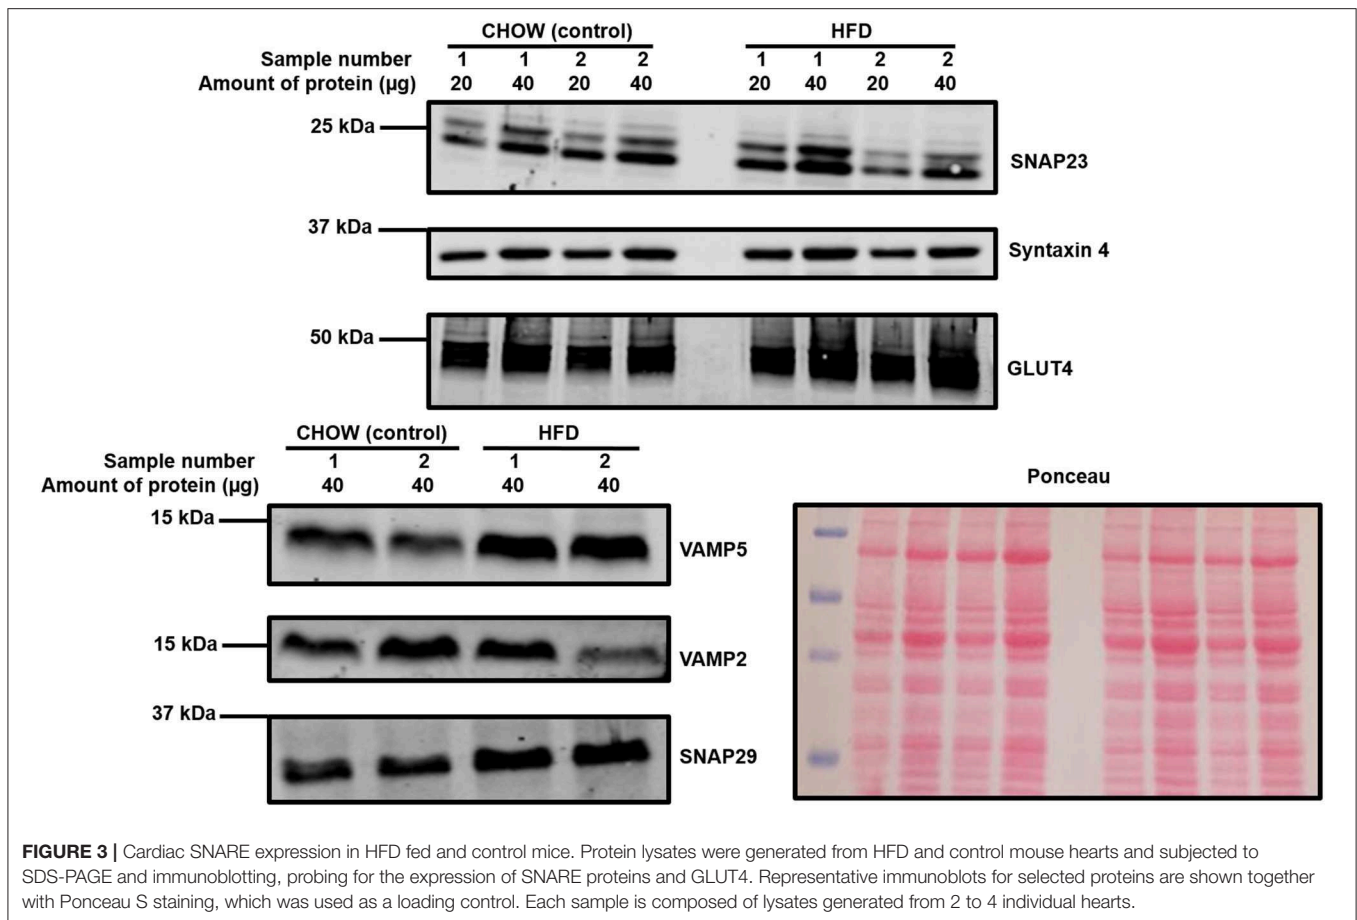 CHOW (control) HFD
Sample number 1 1 2 2 1 1 2 2
Amount of protein (µg) 20 40 20 40 20 40 20 40
25 kDa
SNAP23
37 kDa
Syntaxin 4
50 kDa
GLUT4
CHOW (control) HFD
Sample number 1 2 1 2
Amount of protein (µg) 40 40 40 40
Ponceau
15 kDa
VAMP5
15 kDa
VAMP2
37 kDa
SNAP29
FIGURE 3 | Cardiac SNARE expression in HFD fed and control mice. Protein lysates were generated from HFD and control mouse hearts and subjected to
SDS-PAGE and immunoblotting, probing for the expression of SNARE proteins and GLUT4. Representative immunoblots for selected proteins are shown together
with Ponceau S staining, which was used as a loading control. Each sample is composed of lysates generated from 2 to 4 individual hearts.